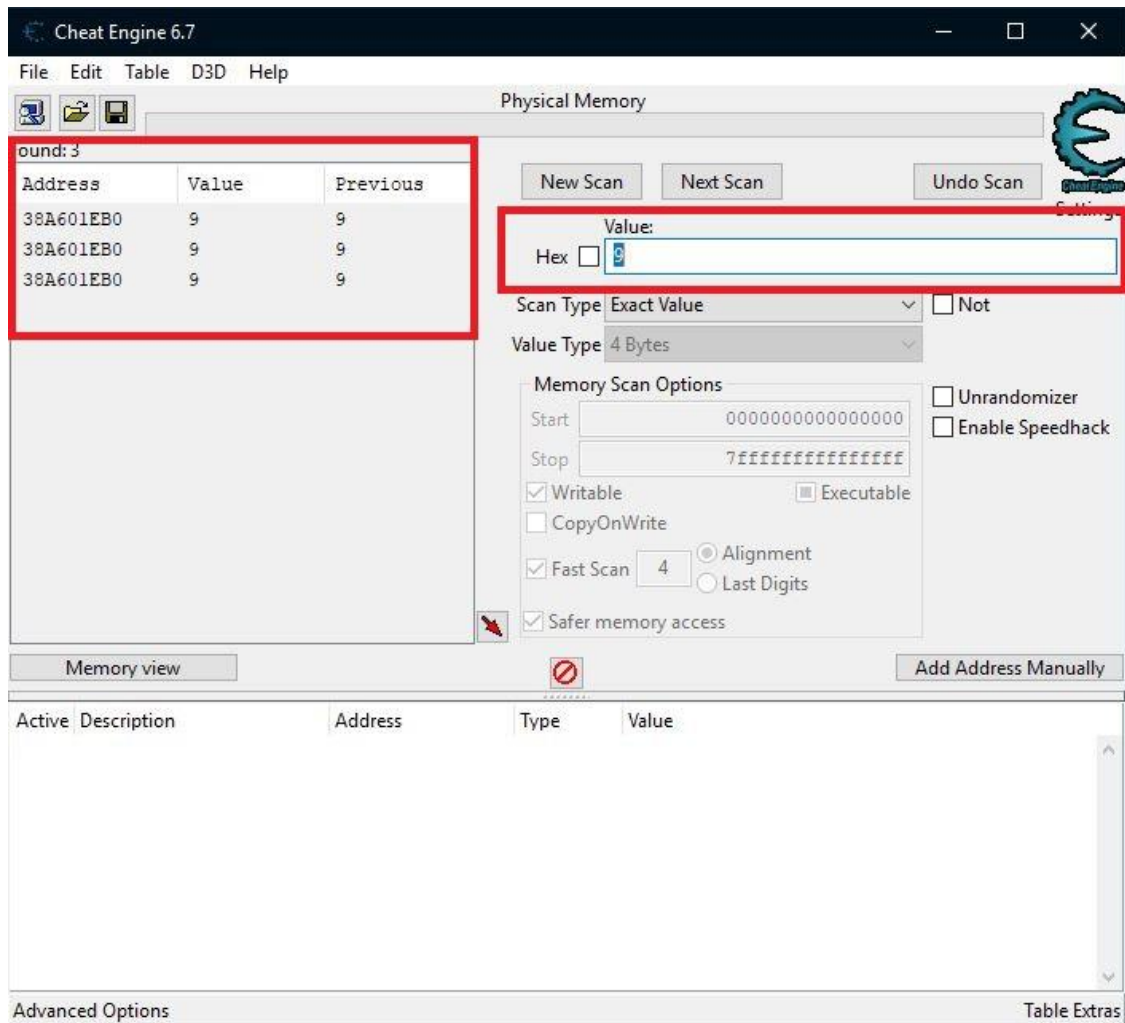 Cheat Engine 6.7
File Edit Table D3D Help
Physical Memory
ound: 3
Address Value Previous
38A601EB0 9 9
38A601EB0 9 9
38A601EB0 9 9
New Scan Next Scan Undo Scan
Cheat Engine
Settings
Value:
Hex 9
Scan Type Exact Value Not
Value Type 4 Bytes
Memory Scan Options
Start 0000000000000000
Stop 7fffffffffffffff
Writable Executable
CopyOnWrite
Fast Scan 4 Alignment
Last Digits
Safer memory access
Unrandomizer
Enable Speedhack
Memory view Add Address Manually
Active Description Address Type Value
Advanced Options Table Extras